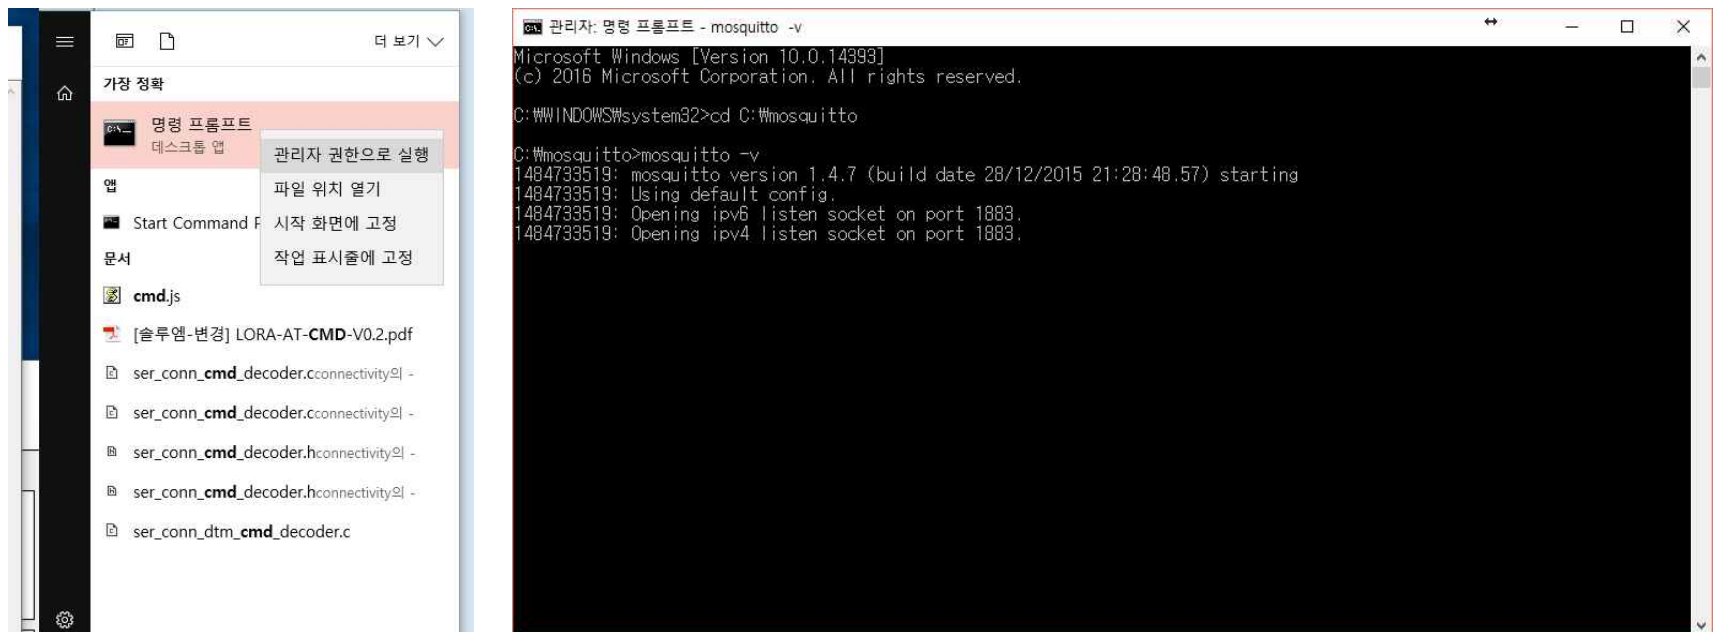 더 보기
가장 정확
명령 프롬프트
데스크톱 앱
관리자 권한으로 실행
파일 위치 열기
시작 화면에 고정
작업 표시줄에 고정
앱
Start Command P
문서
cmd.js
[솔루엠-변경] LORA-AT-CMD-V0.2.pdf
ser_conn_cmd_decoder.cconnectivity의 -
ser_conn_cmd_decoder.cconnectivity의 -
ser_conn_cmd_decoder.hconnectivity의 -
ser_conn_cmd_decoder.hconnectivity의 -
ser_conn_dtm_cmd_decoder.c
관리자: 명령 프롬프트 - mosquitto -v
Microsoft Windows [Version 10.0.14393]
(c) 2016 Microsoft Corporation. All rights reserved.
C:₩WINDOWS₩system32>cd C:₩mosquitto
C:₩mosquitto>mosquitto -v
1484733519: mosquitto version 1.4.7 (build date 28/12/2015 21:28:48.57) starting
1484733519: Using default config.
1484733519: Opening ipv6 listen socket on port 1883.
1484733519: Opening ipv4 listen socket on port 1883.